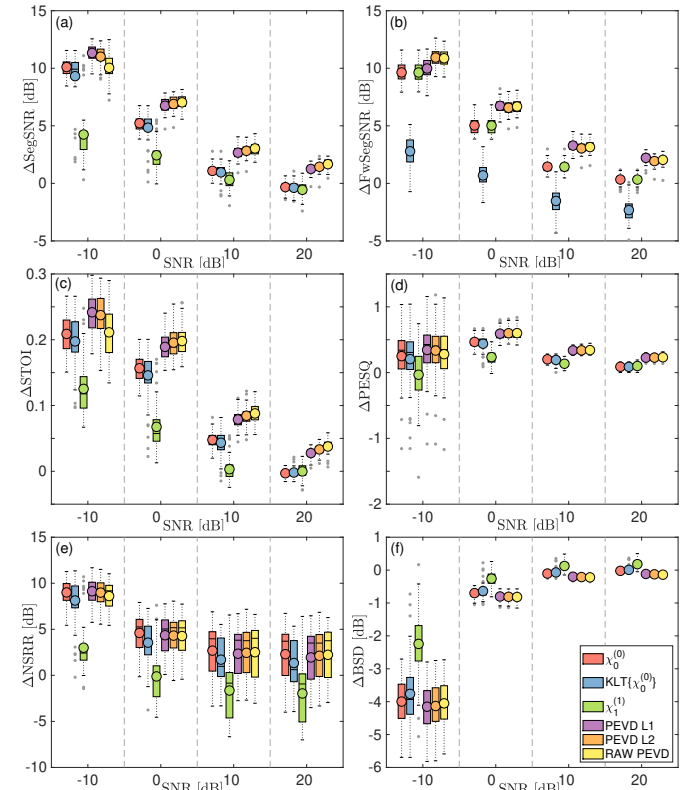 (a)
15
10
5
0
-5
ΔSegSNR [dB]
-10 0 10 20
SNR [dB]
(b)
15
10
5
0
-5
ΔFwSegSNR [dB]
-10 0 10 20
SNR [dB]
(c)
0.3
0.2
0.1
0
ΔSTOI
-10 0 10 20
SNR [dB]
(d)
1
0
-1
-2
ΔPESQ
-10 0 10 20
SNR [dB]
(e)
15
10
5
0
-5
-10
ΔNSRR [dB]
-10 0 10 20
SNR [dB]
(f)
1
0
-1
-2
-3
-4
-5
-6
ΔBSD [dB]
-10 0 10 20
SNR [dB]
χ₀⁽⁰⁾
KLT{χ₀⁽⁰⁾}
χ₁⁽¹⁾
PEVD L1
PEVD L2
RAW PEVD